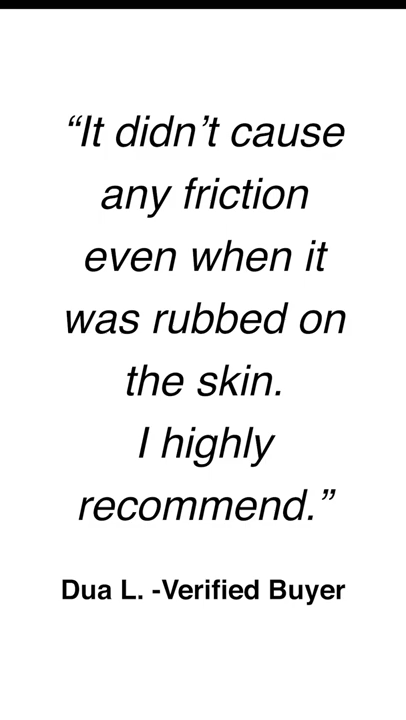 “It didn’t cause
any friction
even when it
was rubbed on
the skin.
I highly
recommend.”
Dua L. -Verified Buyer